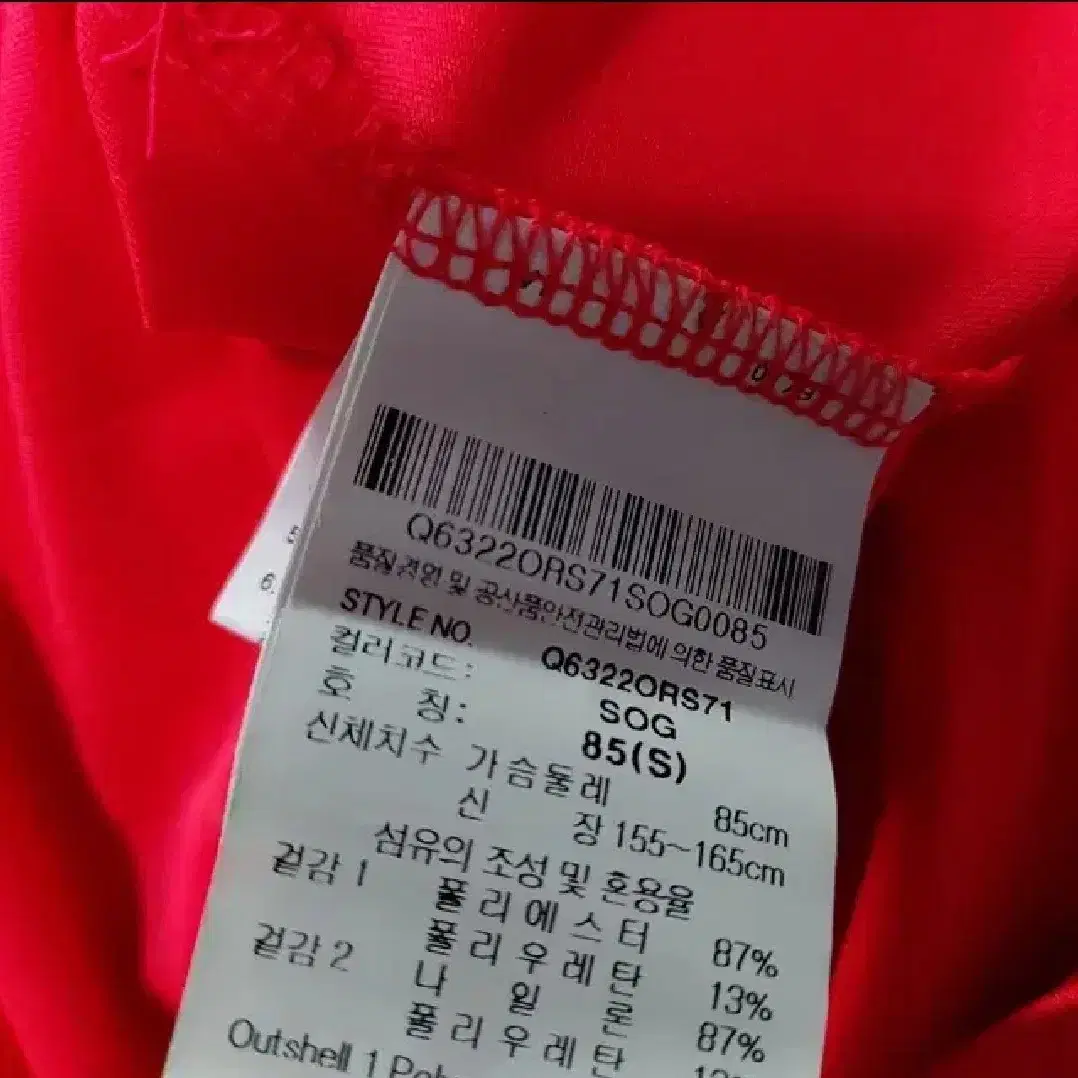 Q6322ORS71SOG0085
품질경영 및 공산품안전관리법에 의한 품질표시
STYLE NO. Q6322ORS71
컬러코드: SOG
호 칭: 85(S)
신체치수 가슴둘레 85cm
신 장 155~165cm
섬유의 조성 및 혼용율
겉감 1 폴리에스터 87%
폴리우레탄 13%
겉감 2 나 일 론 87%
폴리우레탄
Outshell 1
5
6.